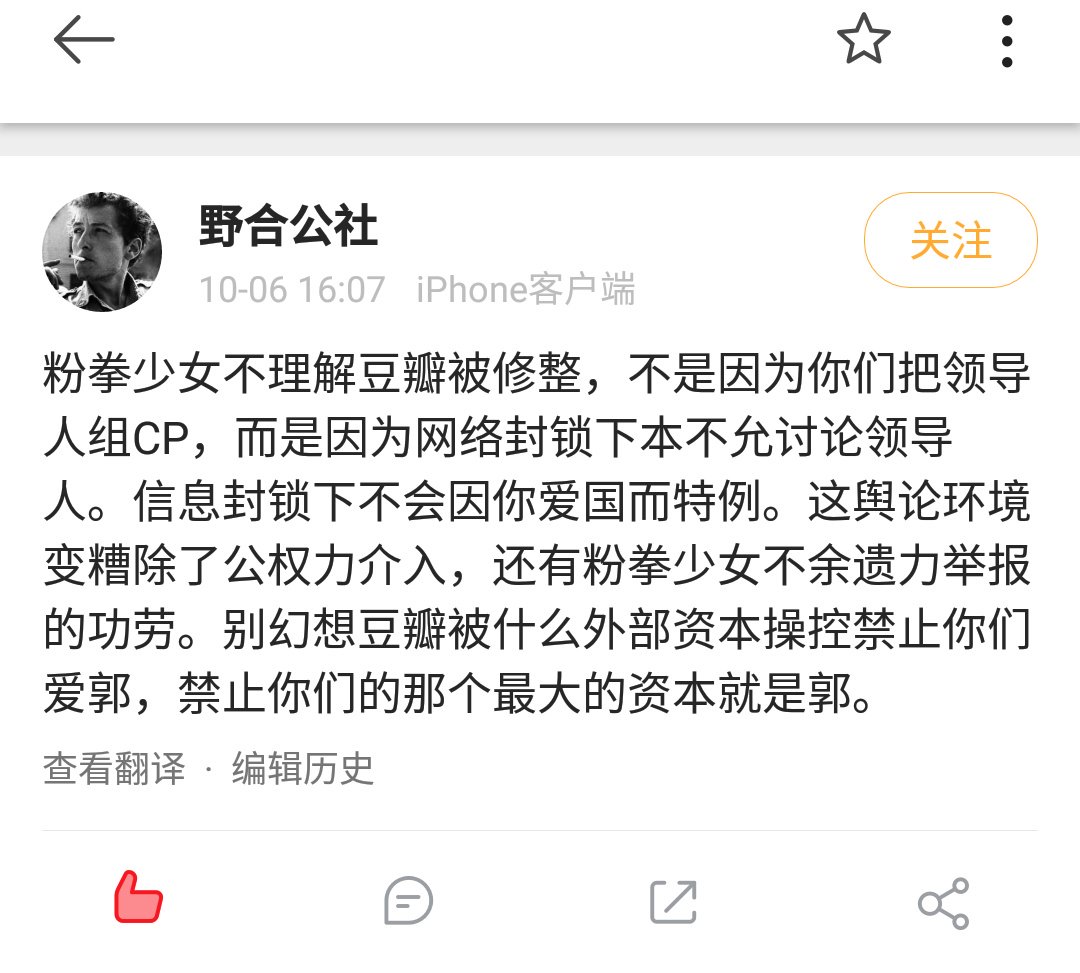 野合公社
关注
10-06 16:07 iPhone客户端
粉拳少女不理解豆瓣被修整，不是因为你们把领导
人组CP，而是因为网络封锁下本不允讨论领导
人。信息封锁下不会因你爱国而特例。这舆论环境
变糟除了公权力介入，还有粉拳少女不余遗力举报
的功劳。别幻想豆瓣被什么外部资本操控禁止你们
爱郭，禁止你们的那个最大的资本就是郭。
查看翻译 · 编辑历史